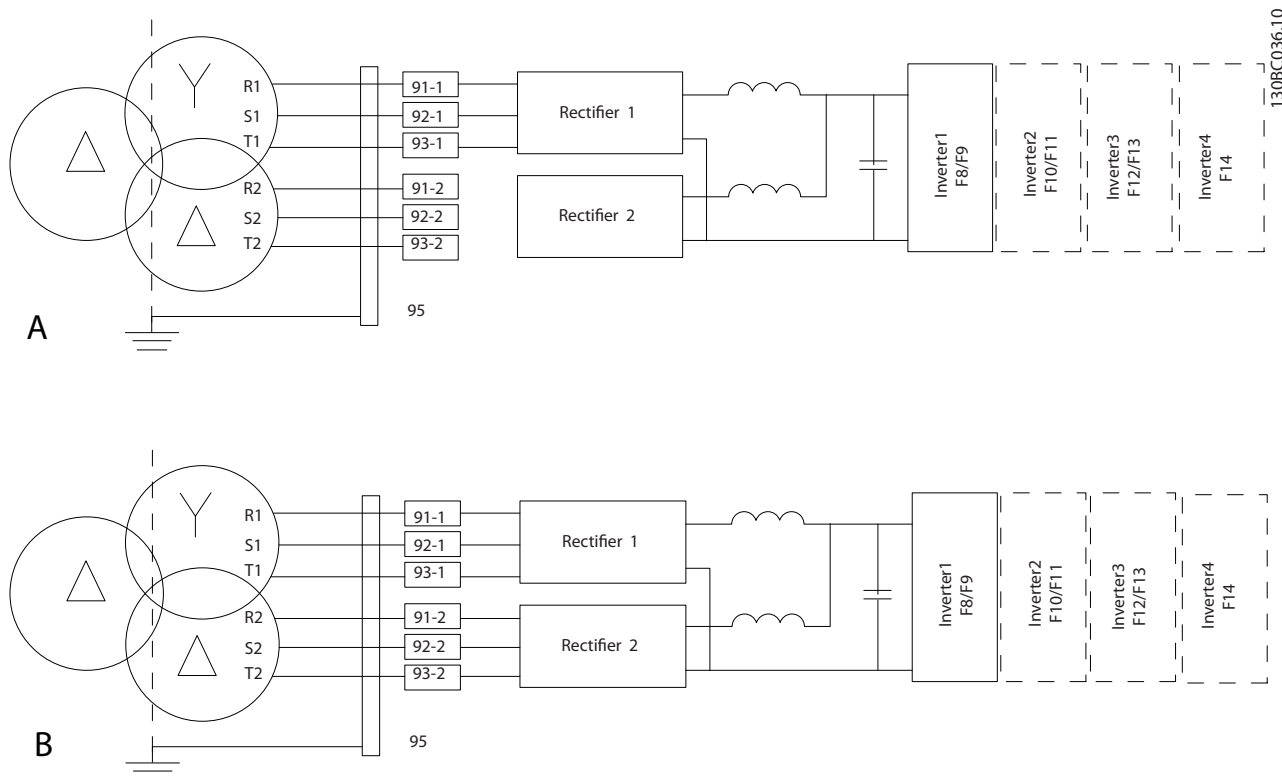 130BC036.10
R1
91-1
S1
92-1
T1
93-1
Rectifier 1
R2
91-2
S2
92-2
T2
93-2
Rectifier 2
Inverter1
F8/F9
Inverter2
F10/F11
Inverter3
F12/F13
Inverter4
F14
95
A
R1
91-1
S1
92-1
T1
93-1
Rectifier 1
R2
91-2
S2
92-2
T2
93-2
Rectifier 2
Inverter1
F8/F9
Inverter2
F10/F11
Inverter3
F12/F13
Inverter4
F14
95
B